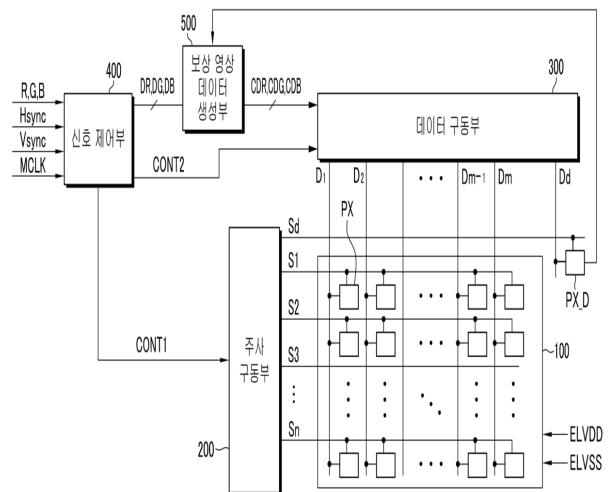 500
보상 영상
데이터
생성부
400
신호 제어부
R,G,B
Hsync
Vsync
MCLK
DR,DG,DB
CDR,CDG,CDB
300
데이터 구동부
CONT2
D1
D2
Dm-1
Dm
Dd
PX
Sd
S1
S2
S3
Sn
PX_D
CONT1
주사
구동부
200
100
ELVDD
ELVSS